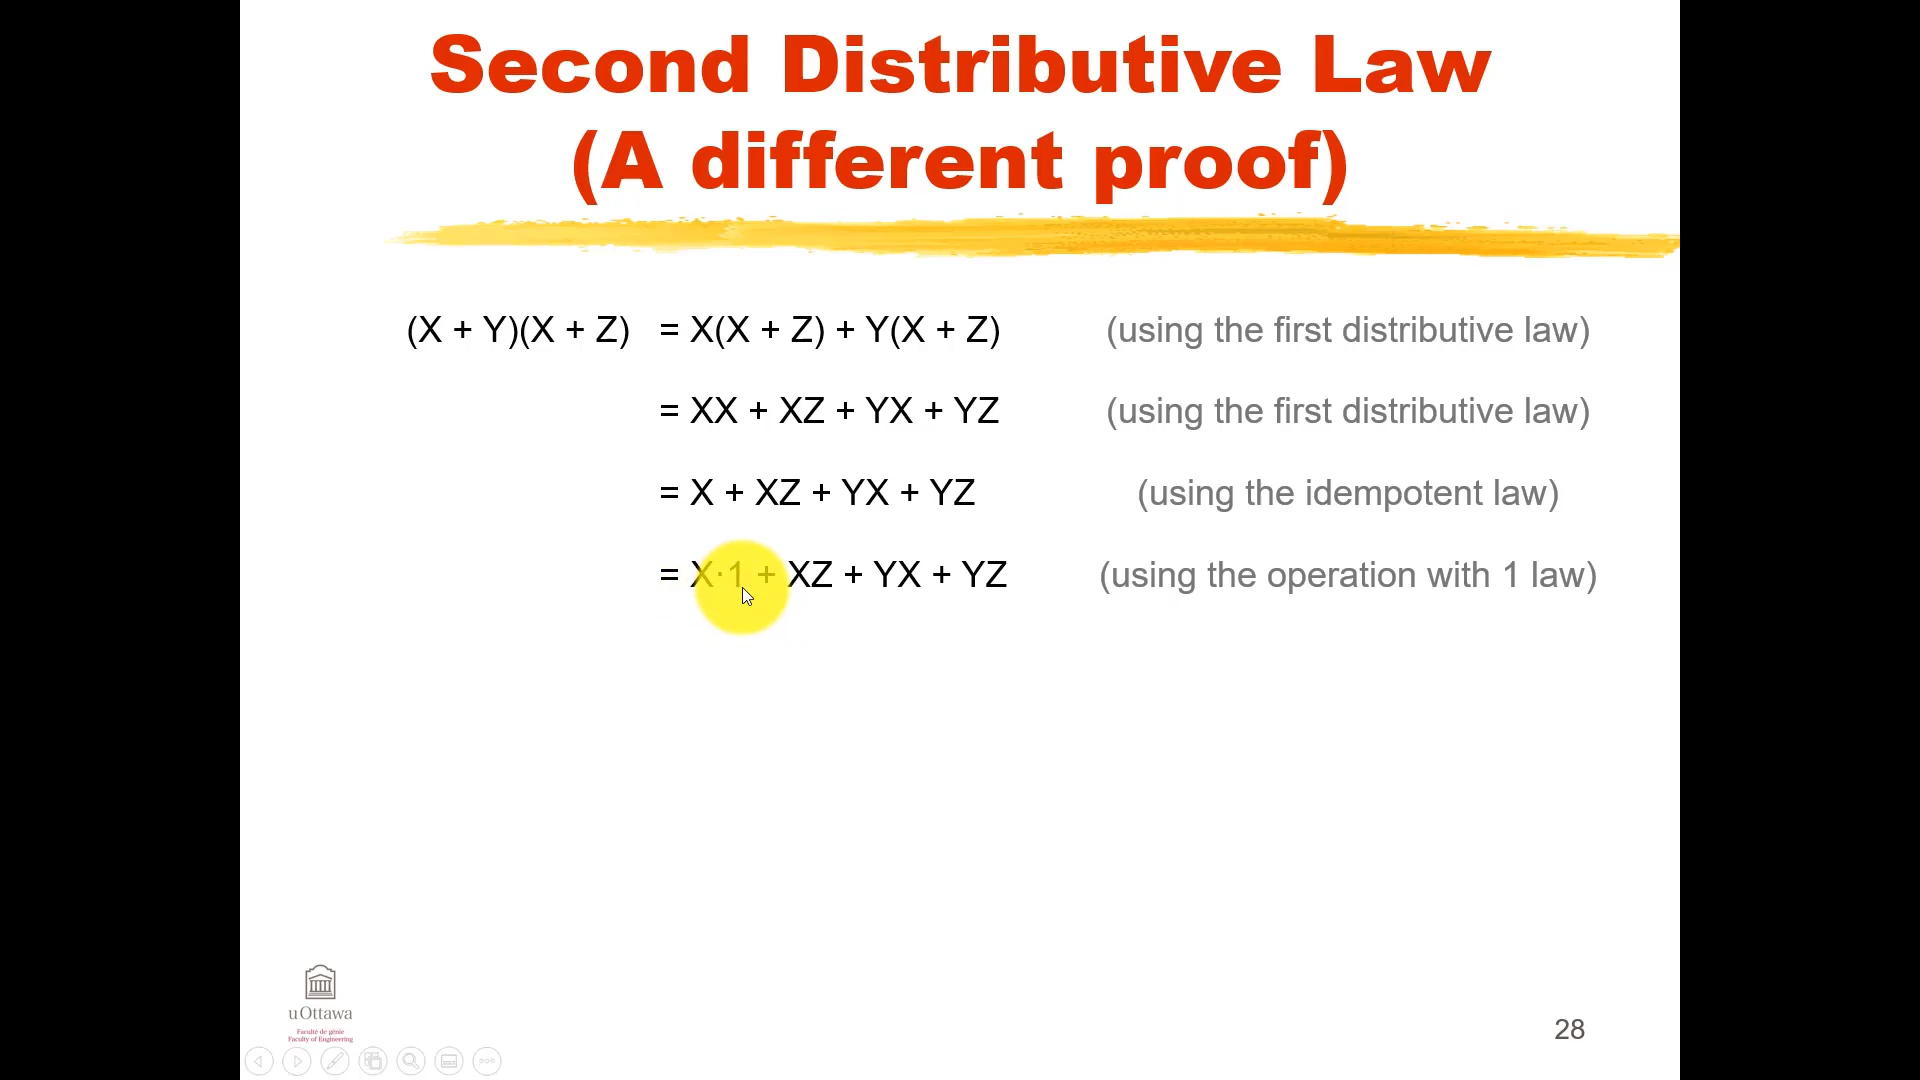 Second Distributive Law
(A different proof)
(X + Y)(X + Z) = X(X + Z) + Y(X + Z) (using the first distributive law)
= XX + XZ + YX + YZ (using the first distributive law)
= X + XZ + YX + YZ (using the idempotent law)
= X·1 + XZ + YX + YZ (using the operation with 1 law)
uOttawa
Faculté de génie
Faculty of Engineering
28